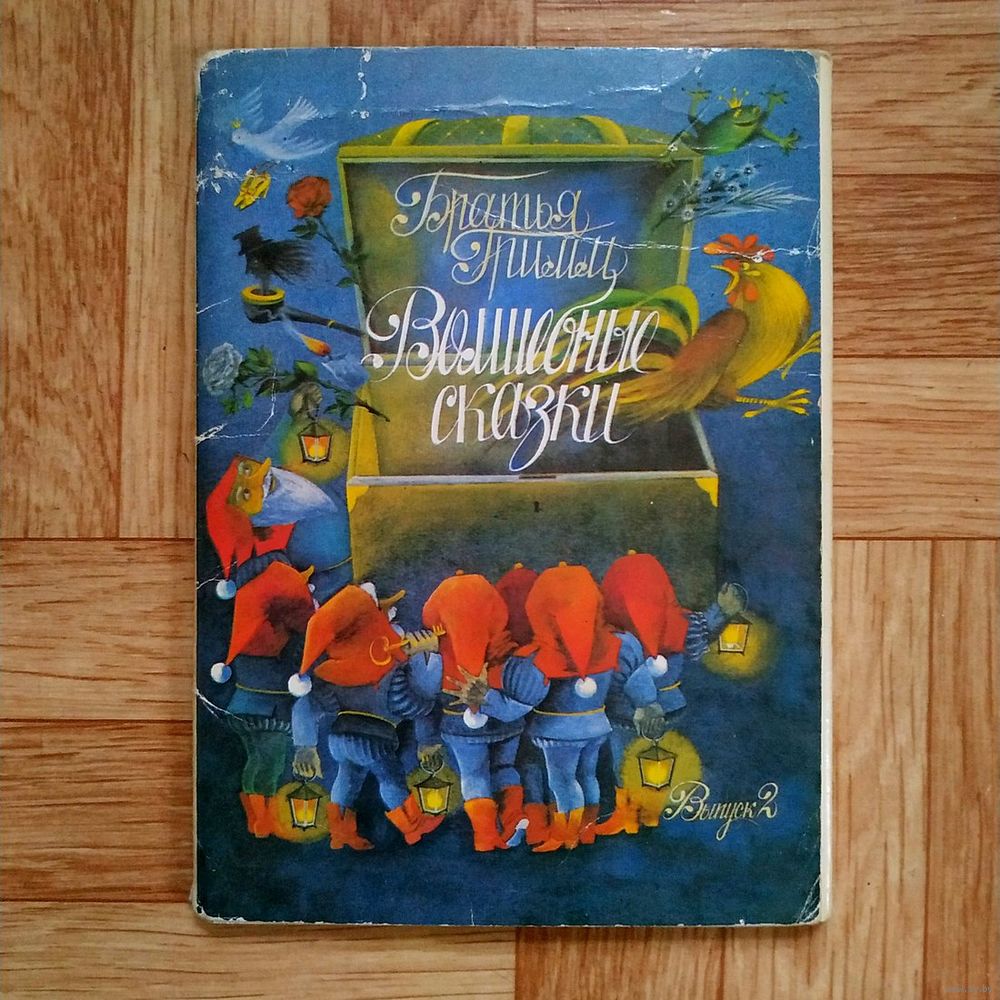 Братья
Гримм
Волшебные
сказки
Выпуск 2